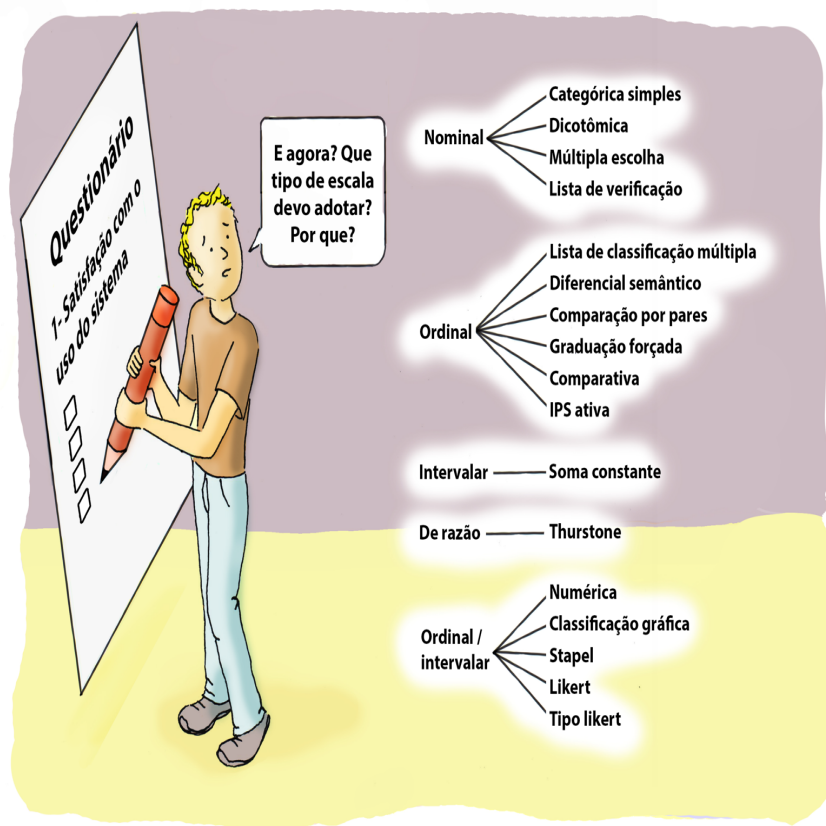 Questionário
1- Satisfação com o
uso do sistema
E agora? Que
tipo de escala
devo adotar?
Por que?
Nominal
Categórica simples
Dicotômica
Múltipla escolha
Lista de verificação
Ordinal
Lista de classificação múltipla
Diferencial semântico
Comparação por pares
Graduação forçada
Comparativa
IPS ativa
Intervalar
Soma constante
De razão
Thurstone
Ordinal /
intervalar
Numérica
Classificação gráfica
Stapel
Likert
Tipo likert